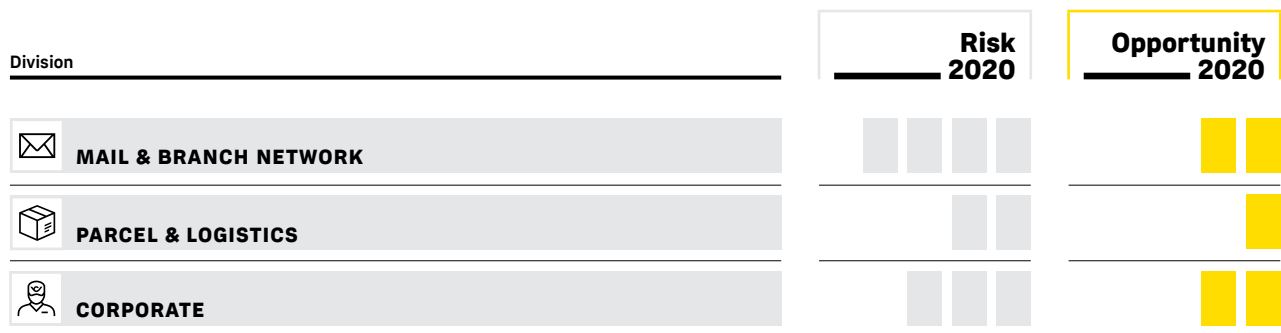 Division
Risk
2020
Opportunity
2020
MAIL & BRANCH NETWORK
PARCEL & LOGISTICS
CORPORATE